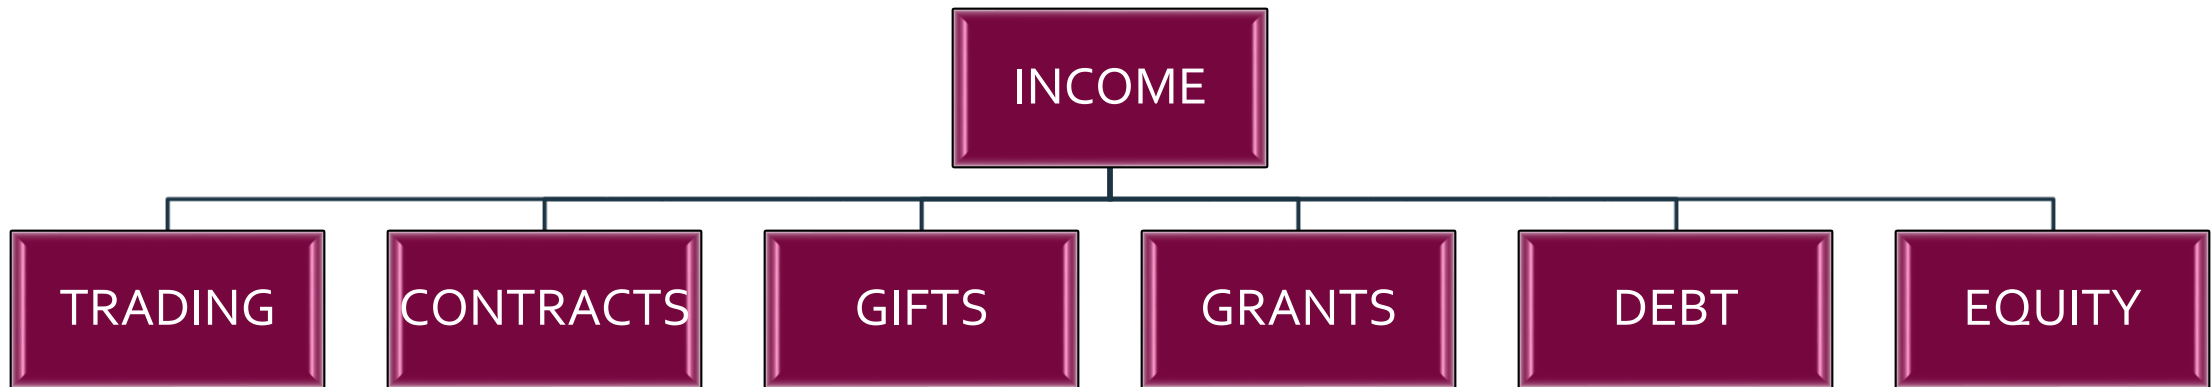 INCOME
TRADING
CONTRACTS
GIFTS
GRANTS
DEBT
EQUITY